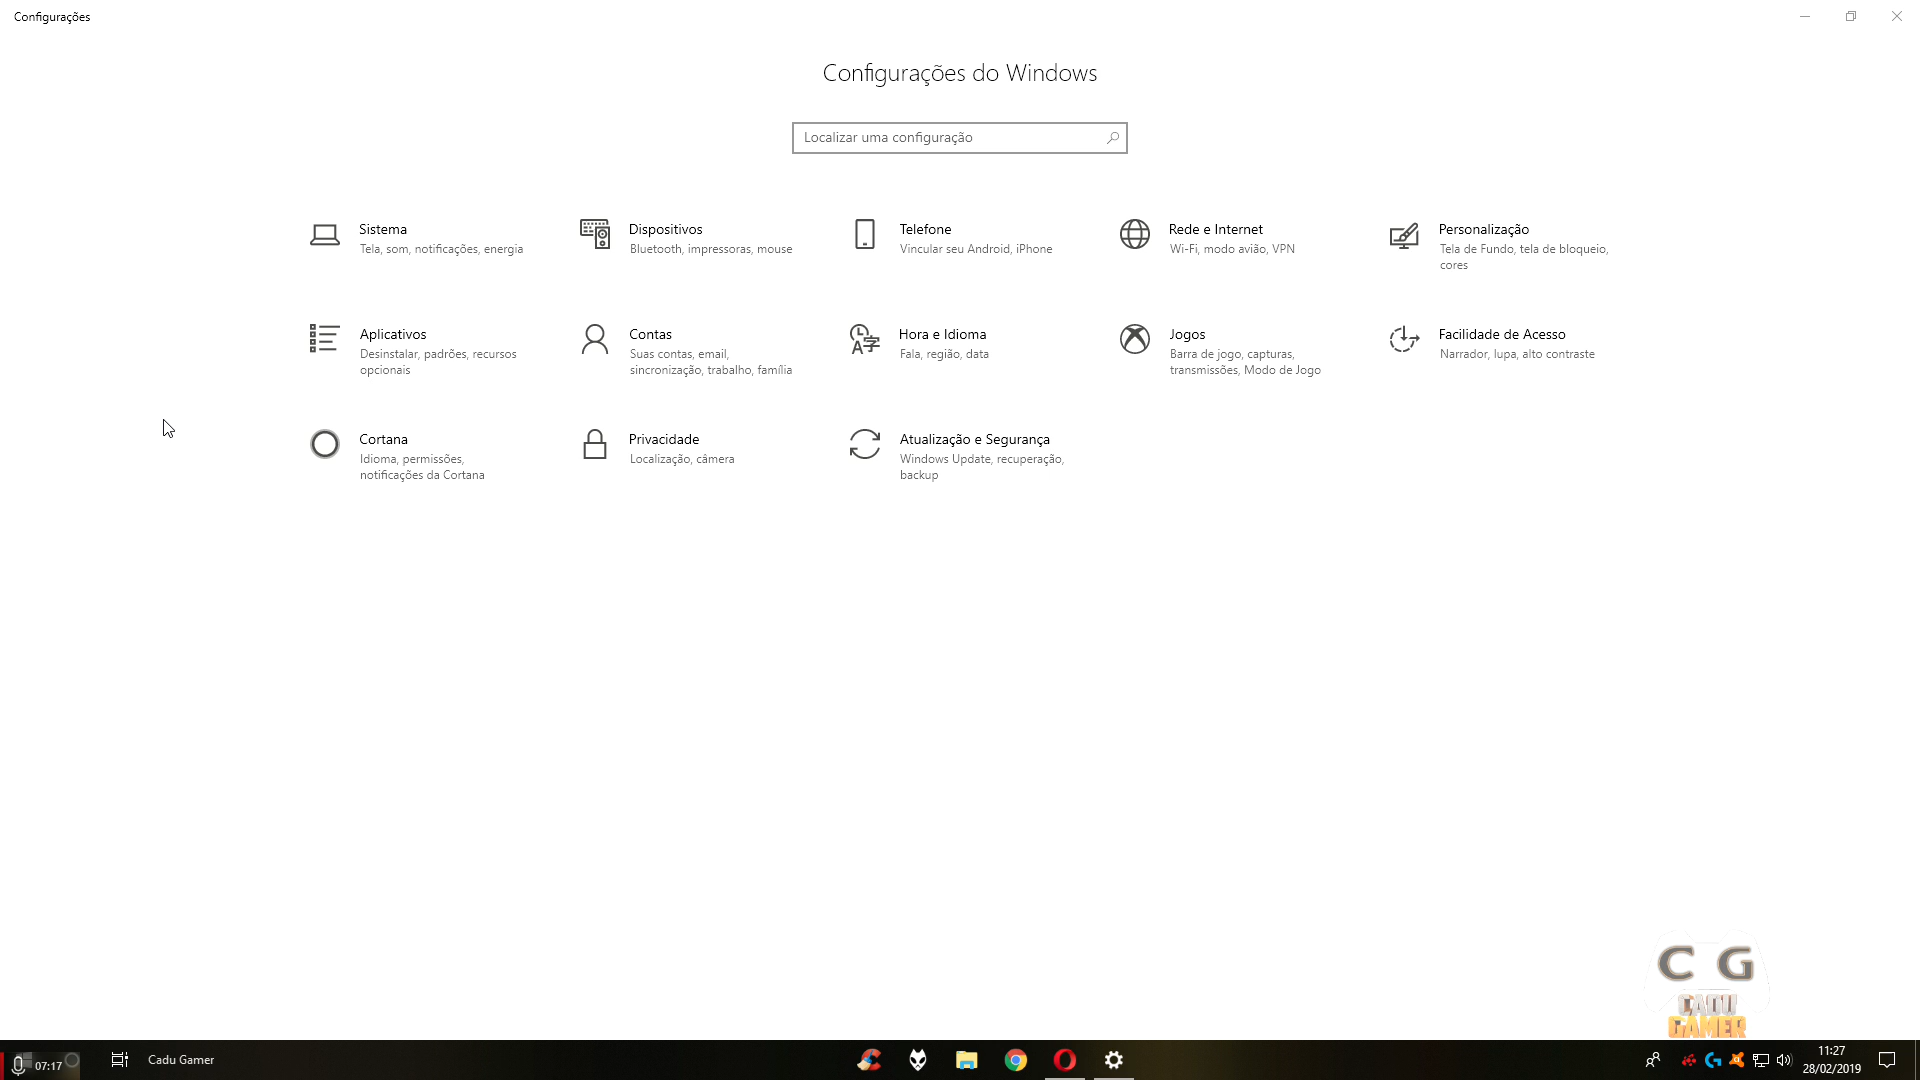 Configurações
Configurações do Windows
Localizar uma configuração
Sistema
Tela, som, notificações, energia
Dispositivos
Bluetooth, impressoras, mouse
Telefone
Vincular seu Android, iPhone
Rede e Internet
Wi-Fi, modo avião, VPN
Personalização
Tela de Fundo, tela de bloqueio,
cores
Aplicativos
Desinstalar, padrões, recursos
opcionais
Contas
Suas contas, email,
sincronização, trabalho, família
Hora e Idioma
Fala, região, data
Jogos
Barra de jogo, capturas,
transmissões, Modo de Jogo
Facilidade de Acesso
Narrador, lupa, alto contraste
Cortana
Idioma, permissões,
notificações da Cortana
Privacidade
Localização, câmera
Atualização e Segurança
Windows Update, recuperação,
backup
C G
CADU
GAMER
07:17
Cadu Gamer
11:27
28/02/2019